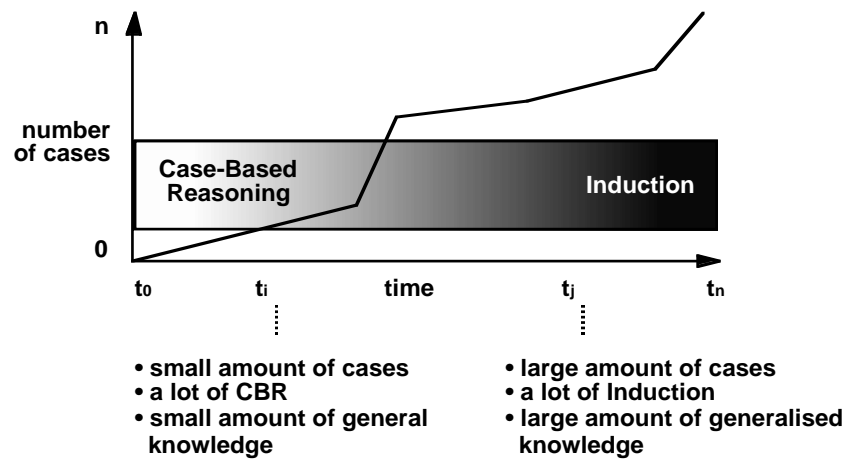 n
number
of cases
Case-Based
Reasoning
Induction
0
t0
ti
time
tj
tn
• small amount of cases
• a lot of CBR
• small amount of general
knowledge
• large amount of cases
• a lot of Induction
• large amount of generalised
knowledge